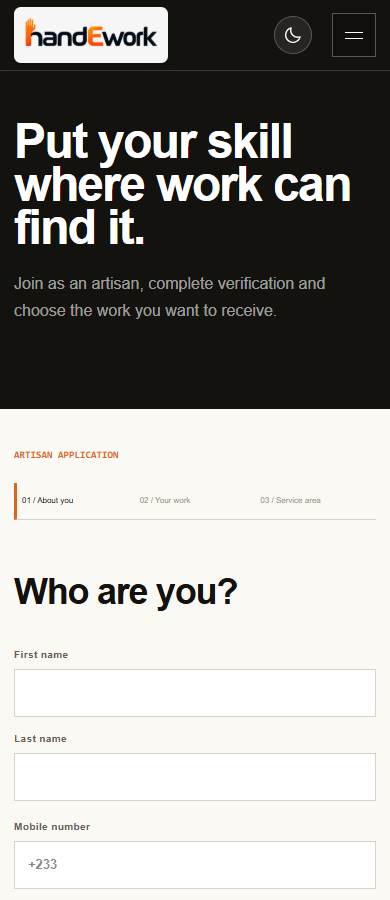 handEwork
Put your skill
where work can
find it.
Join as an artisan, complete verification and
choose the work you want to receive.
ARTISAN APPLICATION
01 / About you
02 / Your work
03 / Service area
Who are you?
First name
Last name
Mobile number
+233